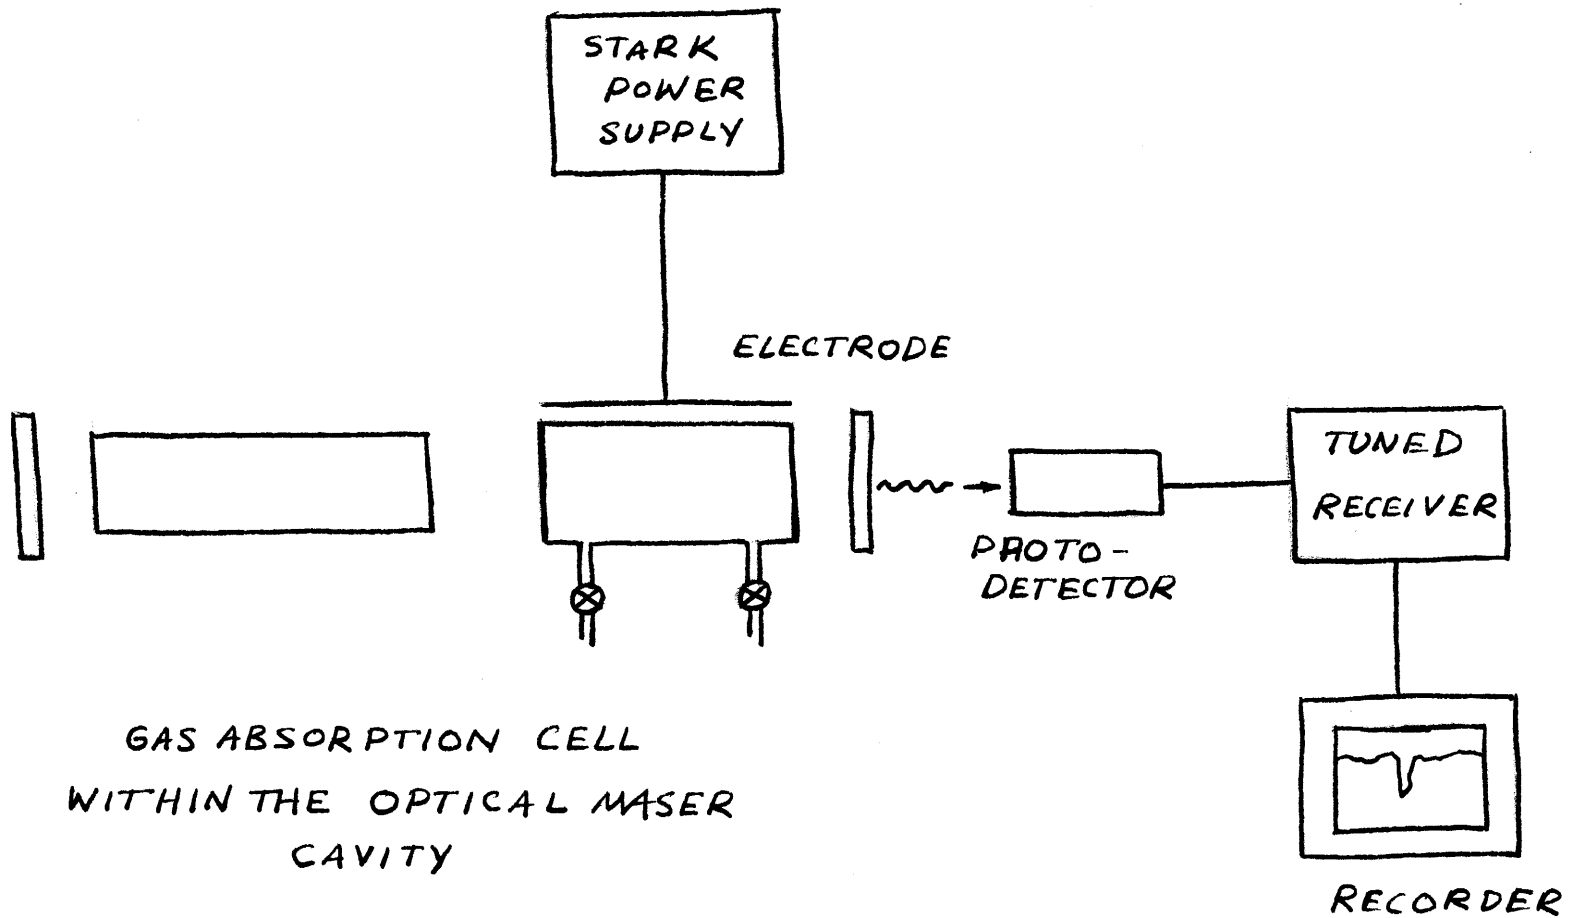 STARK
POWER
SUPPLY
ELECTRODE
TUNED
RECEIVER
PHOTO-
DETECTOR
GAS ABSORPTION CELL
WITHIN THE OPTICAL MASER
CAVITY
RECORDER